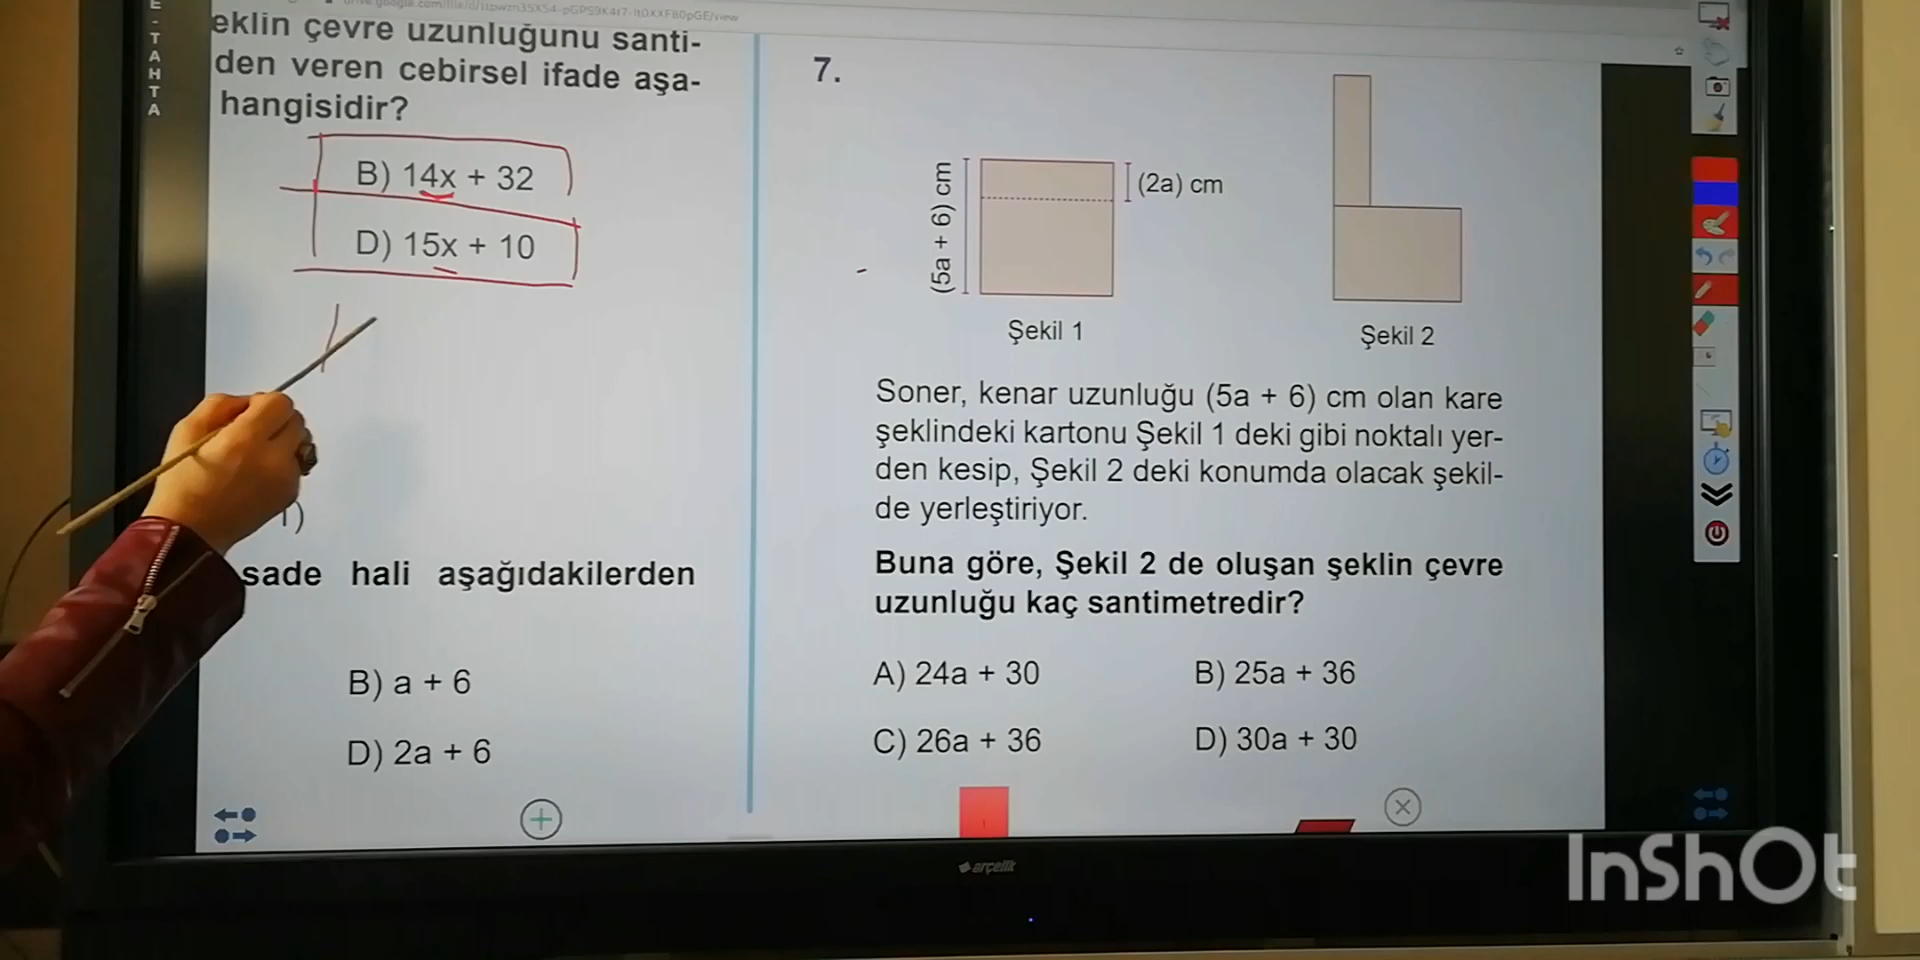 E-TAHTA
eklin çevre uzunluğunu santi-
den veren cebirsel ifade aşa-
hangisidir?
B) 14x + 32
D) 15x + 10
1)
sade hali aşağıdakilerden
B) a + 6
D) 2a + 6
7.
(5a + 6) cm
(2a) cm
Şekil 1
Şekil 2
Soner, kenar uzunluğu (5a + 6) cm olan kare
şeklindeki kartonu Şekil 1 deki gibi noktalı yer-
den kesip, Şekil 2 deki konumda olacak şekil-
de yerleştiriyor.
Buna göre, Şekil 2 de oluşan şeklin çevre
uzunluğu kaç santimetredir?
A) 24a + 30
B) 25a + 36
C) 26a + 36
D) 30a + 30
arçelik
InShOt